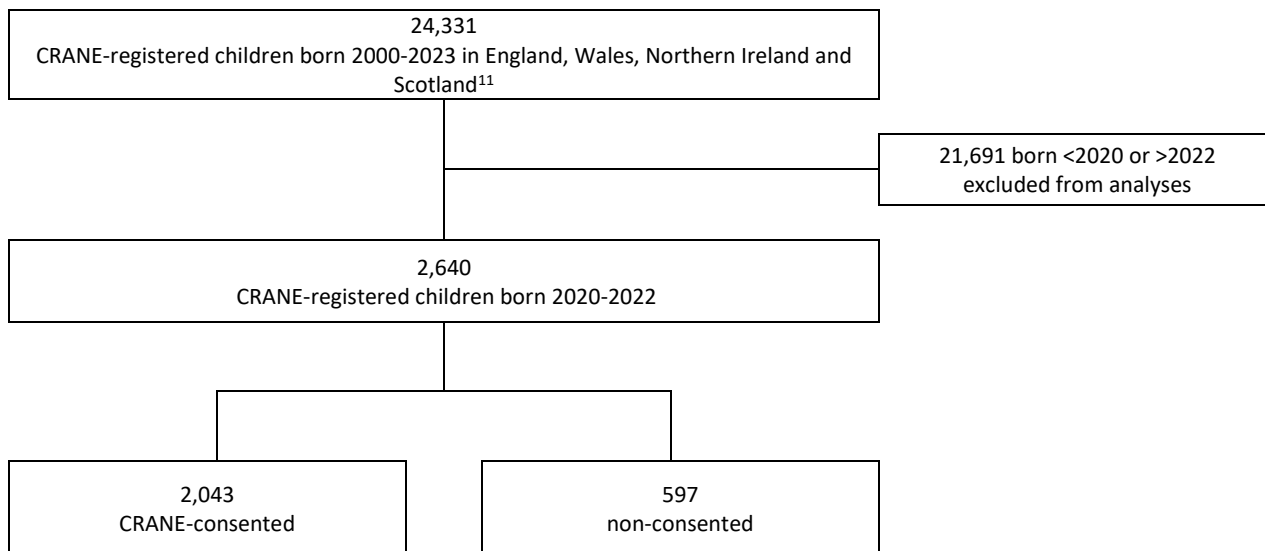 24,331
CRANE-registered children born 2000-2023 in England, Wales, Northern Ireland and
Scotland¹¹
21,691 born <2020 or >2022
excluded from analyses
2,640
CRANE-registered children born 2020-2022
2,043
CRANE-consented
597
non-consented